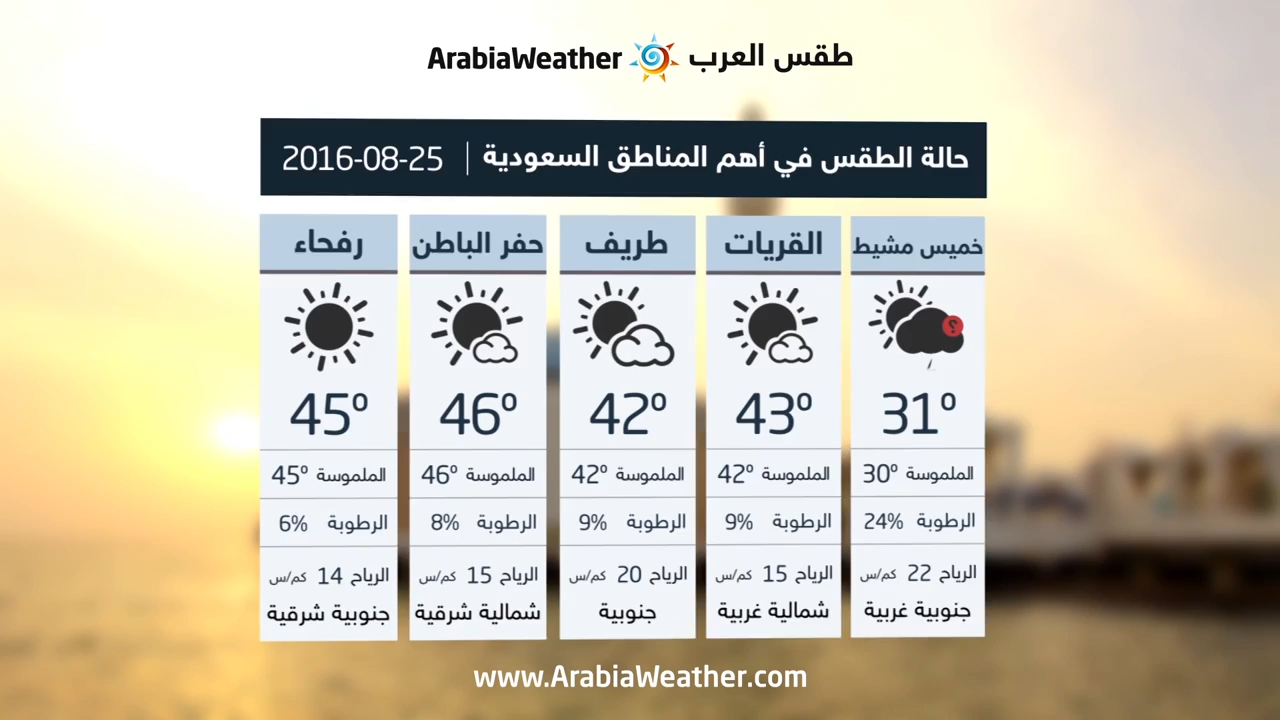 طقس العرب ArabiaWeather
حالة الطقس في أهم المناطق السعودية | 2016-08-25
خميس مشيط
؟
31°
الملموسة 30°
الرطوبة 24%
الرياح 22 كم/س
جنوبية غربية
القريات
43°
الملموسة 42°
الرطوبة 9%
الرياح 15 كم/س
شمالية غربية
طريف
42°
الملموسة 42°
الرطوبة 9%
الرياح 20 كم/س
جنوبية
حفر الباطن
46°
الملموسة 46°
الرطوبة 8%
الرياح 15 كم/س
شمالية شرقية
رفحاء
45°
الملموسة 45°
الرطوبة 6%
الرياح 14 كم/س
جنوبية شرقية
www.ArabiaWeather.com